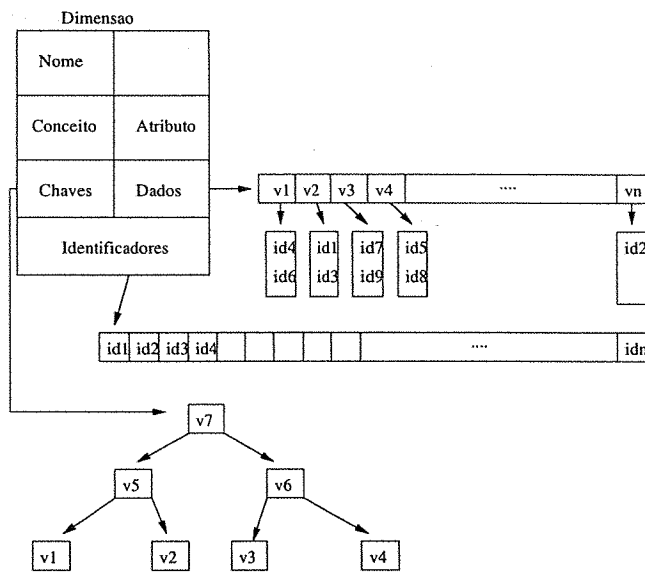 Dimensao
Nome
Conceito Atributo
Chaves Dados
Identificadores
v1 v2 v3 v4 .... vn
id4 id1 id7 id5 id2
id6 id3 id9 id8
id1 id2 id3 id4 .... idn
v7
v5 v6
v1 v2 v3 v4